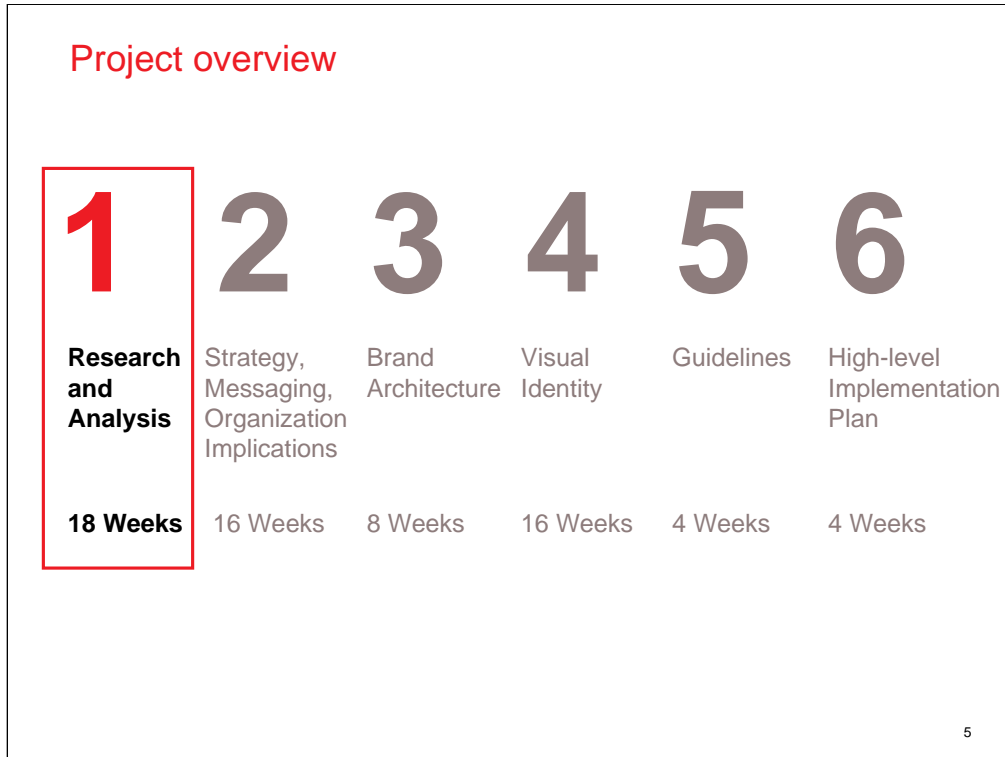 Project overview
1
2
3
4
5
6
Research
and
Analysis
Strategy,
Messaging,
Organization
Implications
Brand
Architecture
Visual
Identity
Guidelines
High-level
Implementation
Plan
18 Weeks
16 Weeks
8 Weeks
16 Weeks
4 Weeks
4 Weeks
5